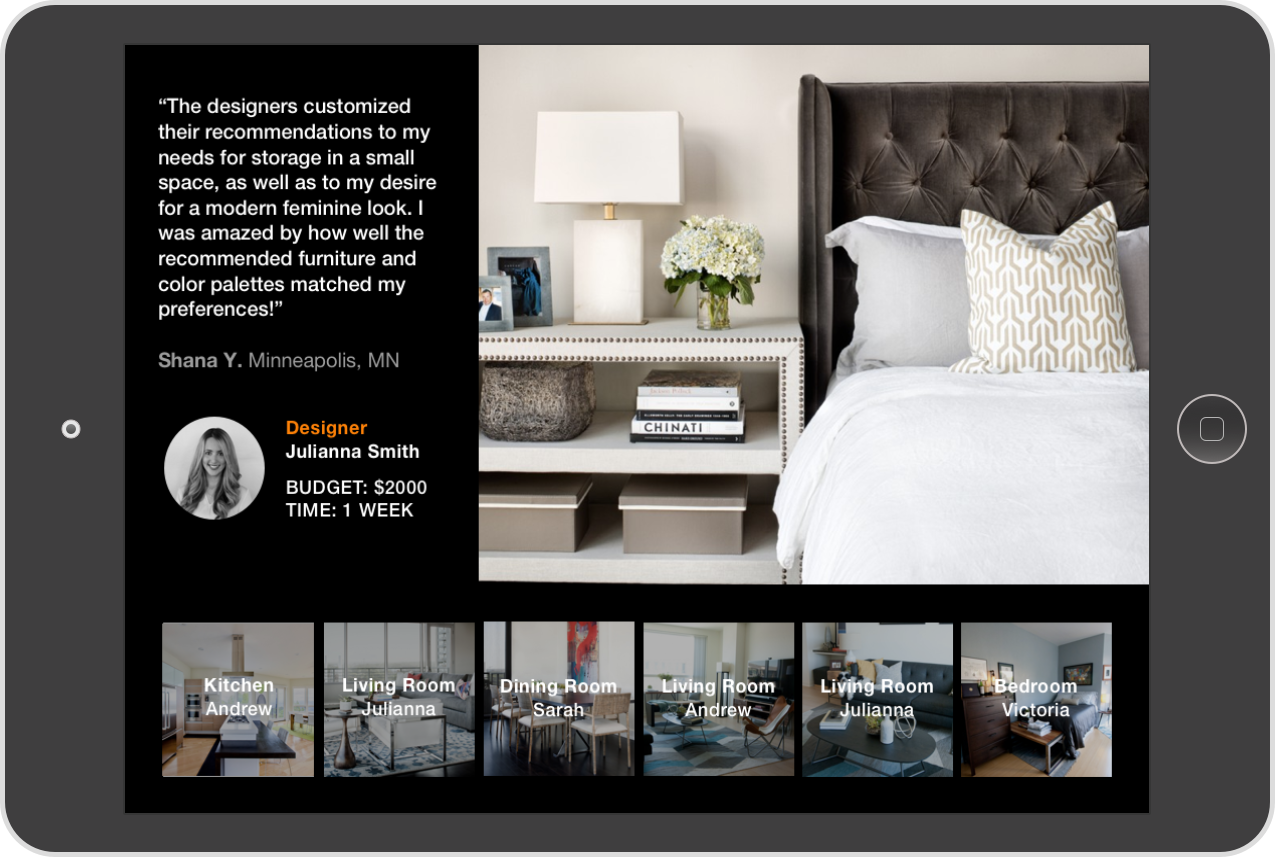 “The designers customized
their recommendations to my
needs for storage in a small
space, as well as to my desire
for a modern feminine look. I
was amazed by how well the
recommended furniture and
color palettes matched my
preferences!”
Shana Y. Minneapolis, MN
Designer
Julianna Smith
BUDGET: $2000
TIME: 1 WEEK
CHINATI
Kitchen
Andrew
Living Room
Julianna
Dining Room
Sarah
Living Room
Andrew
Living Room
Julianna
Bedroom
Victoria